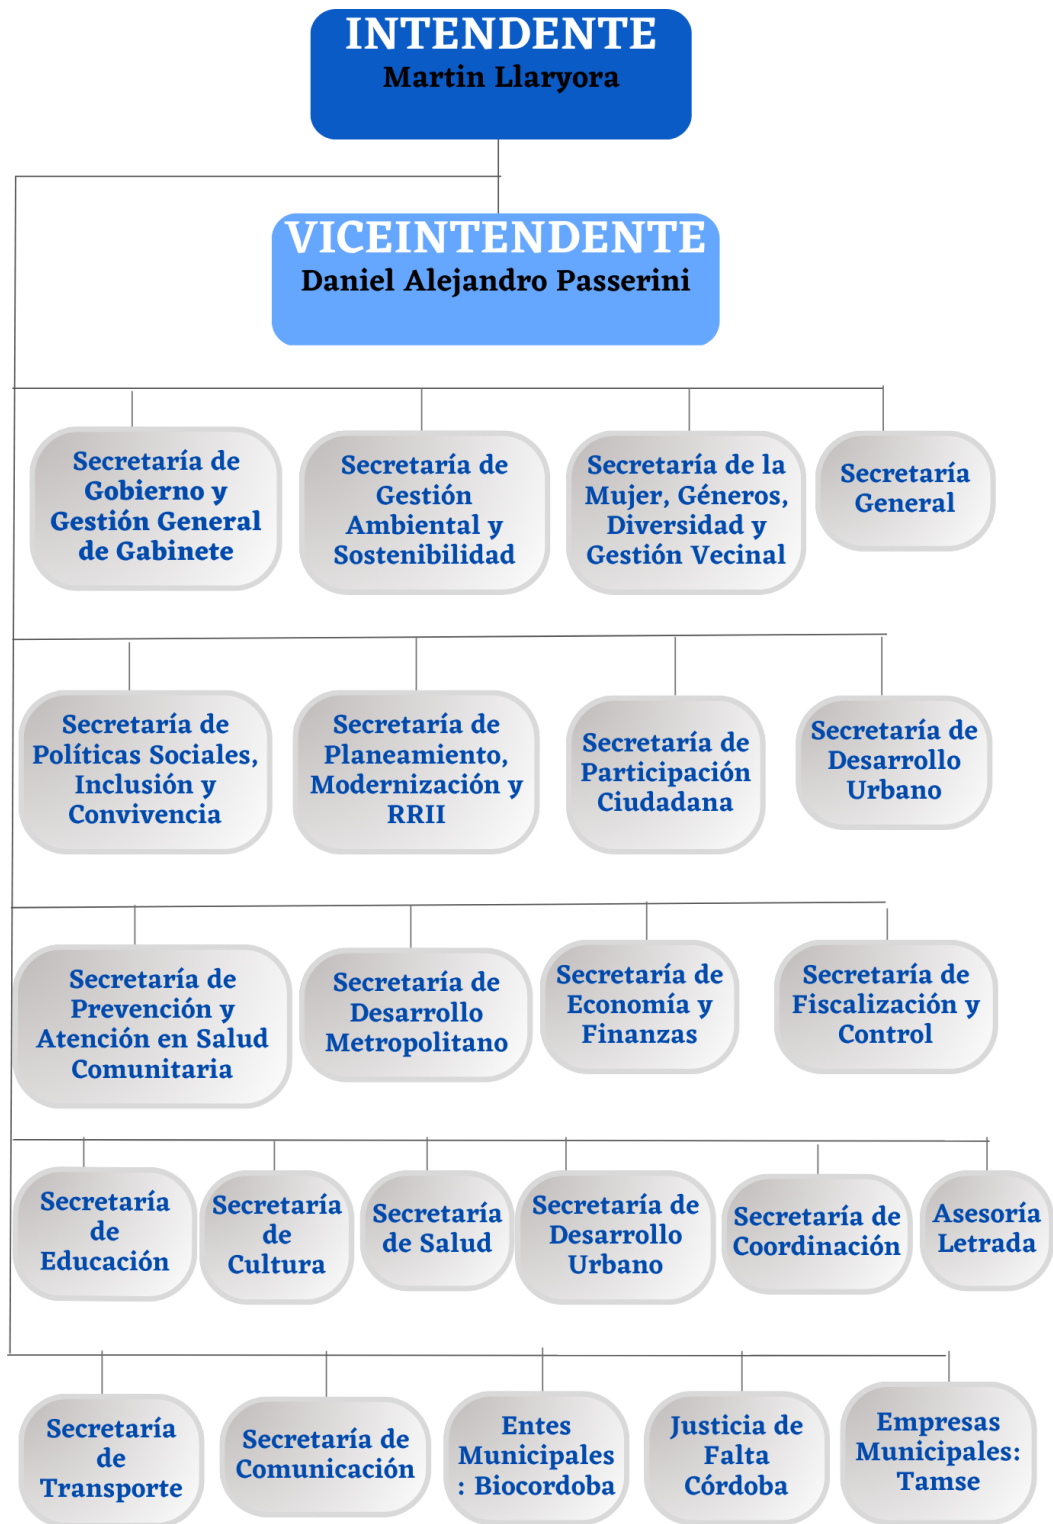 INTENDENTE
Martin Llaryora
VICEINTENDENTE
Daniel Alejandro Passerini
Secretaría de
Gobierno y
Gestión General
de Gabinete
Secretaría de
Gestión
Ambiental y
Sostenibilidad
Secretaría de la
Mujer, Géneros,
Diversidad y
Gestión Vecinal
Secretaría
General
Secretaría de
Políticas Sociales,
Inclusión y
Convivencia
Secretaría de
Planeamiento,
Modernización y
RRII
Secretaría de
Participación
Ciudadana
Secretaría de
Desarrollo
Urbano
Secretaría de
Prevención y
Atención en Salud
Comunitaria
Secretaría de
Desarrollo
Metropolitano
Secretaría de
Economía y
Finanzas
Secretaría de
Fiscalización y
Control
Secretaría
de
Educación
Secretaría
de
Cultura
Secretaría
de Salud
Secretaría de
Desarrollo
Urbano
Secretaría de
Coordinación
Asesoría
Letrada
Secretaría
de
Transporte
Secretaría de
Comunicación
Entes
Municipales
: Biocordoba
Justicia de
Falta
Córdoba
Empresas
Municipales:
Tamse